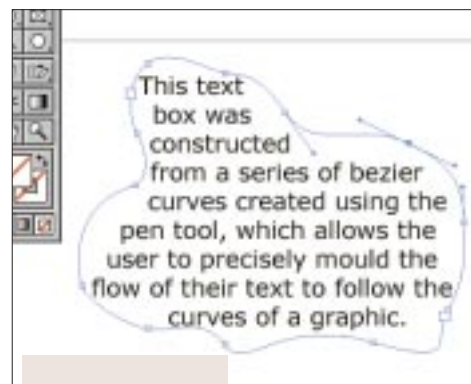 This text
box was
constructed
from a series of bezier
curves created using the
pen tool, which allows the
user to precisely mould the
flow of their text to follow the
curves of a graphic.